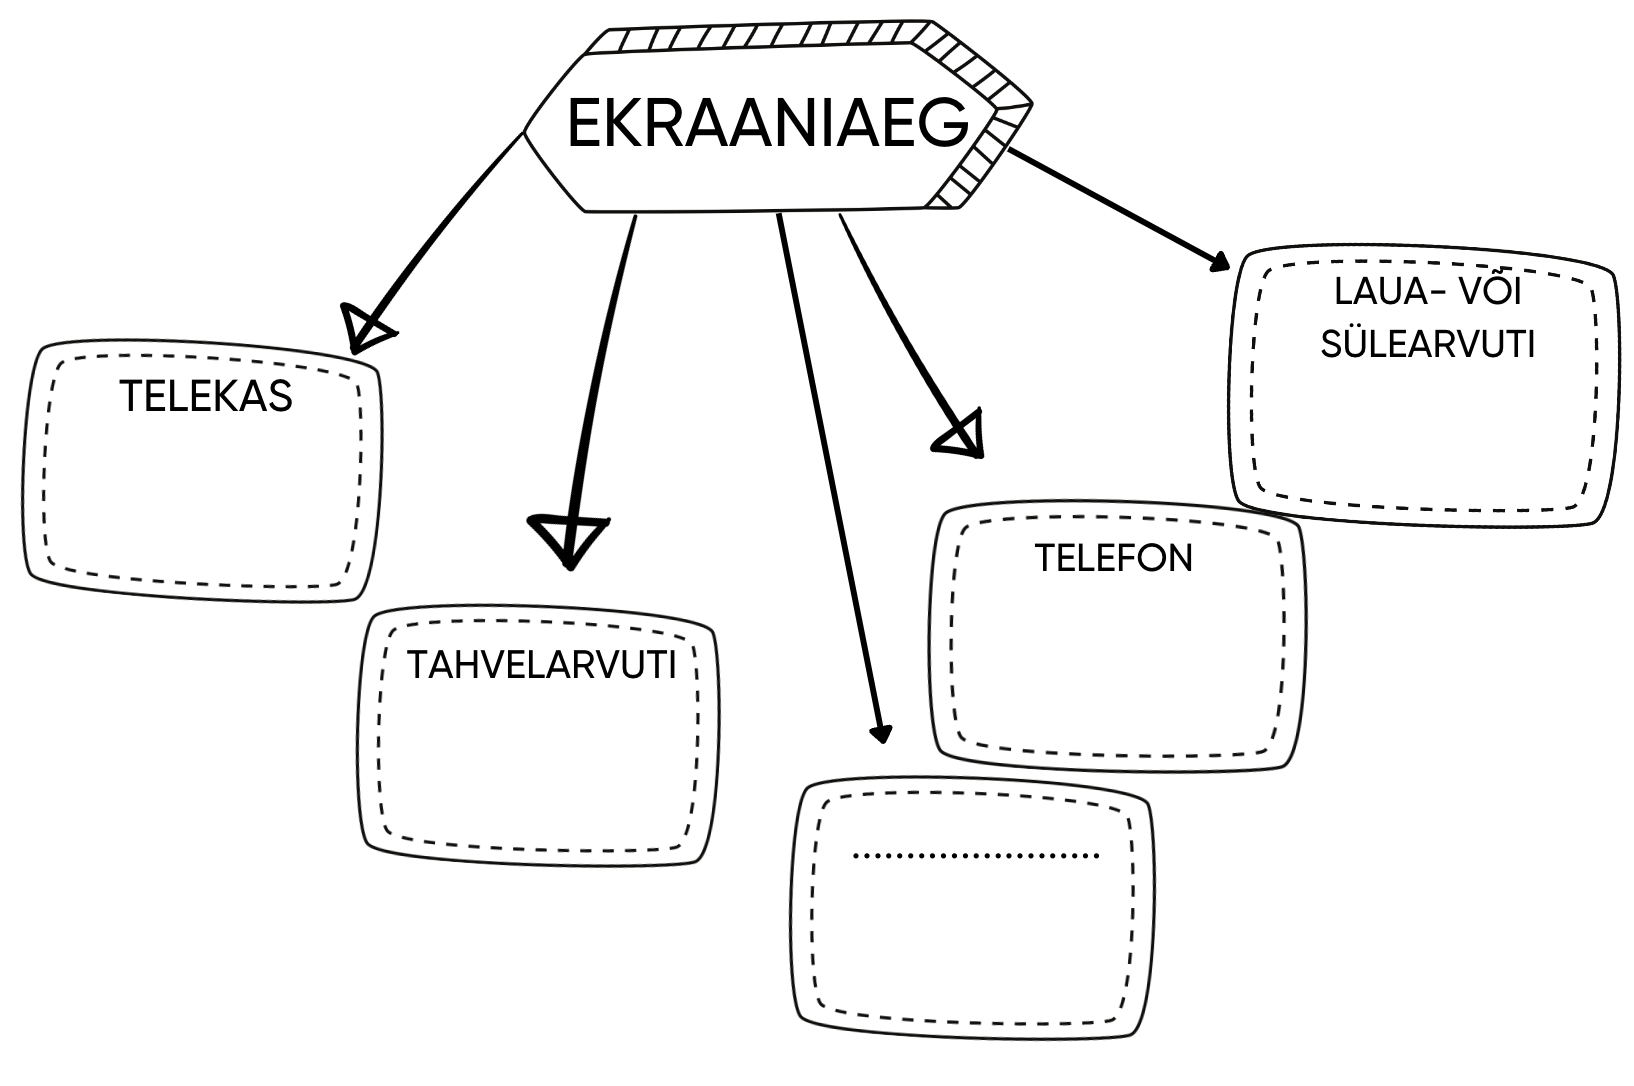 EKRAANIAEG
LAUA- VÕI
SÜLEARVUTI
TELEKAS
TELEFON
TAHVELARVUTI
......................